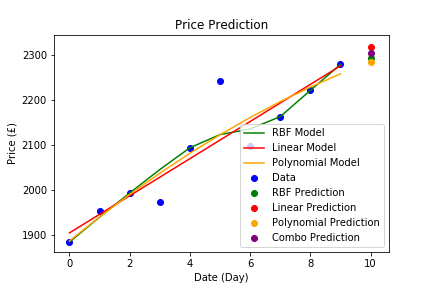 Price Prediction
Price (£)
2300
2200
2100
2000
1900
RBF Model
Linear Model
Polynomial Model
Data
RBF Prediction
Linear Prediction
Polynomial Prediction
Combo Prediction
0 2 4 6 8 10
Date (Day)